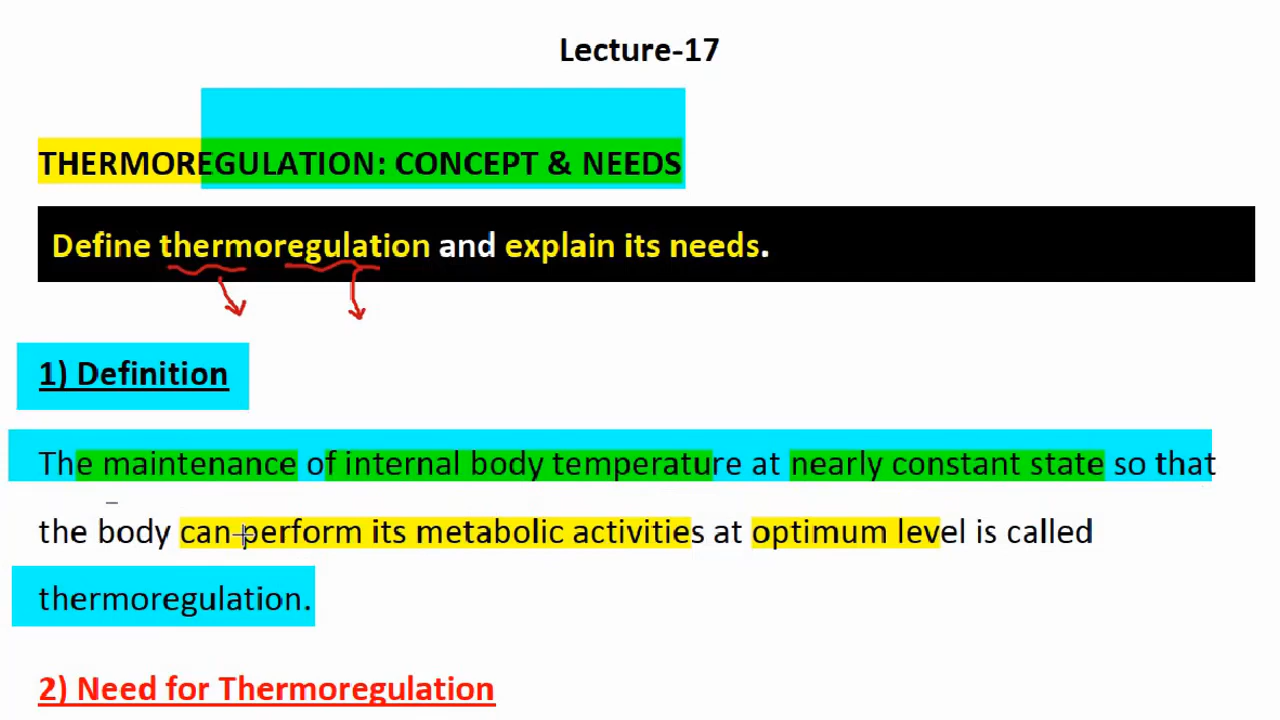 Lecture-17
THERMOREGULATION: CONCEPT & NEEDS
Define thermoregulation and explain its needs.
1) Definition
The maintenance of internal body temperature at nearly constant state so that
the body can perform its metabolic activities at optimum level is called
thermoregulation.
2) Need for Thermoregulation